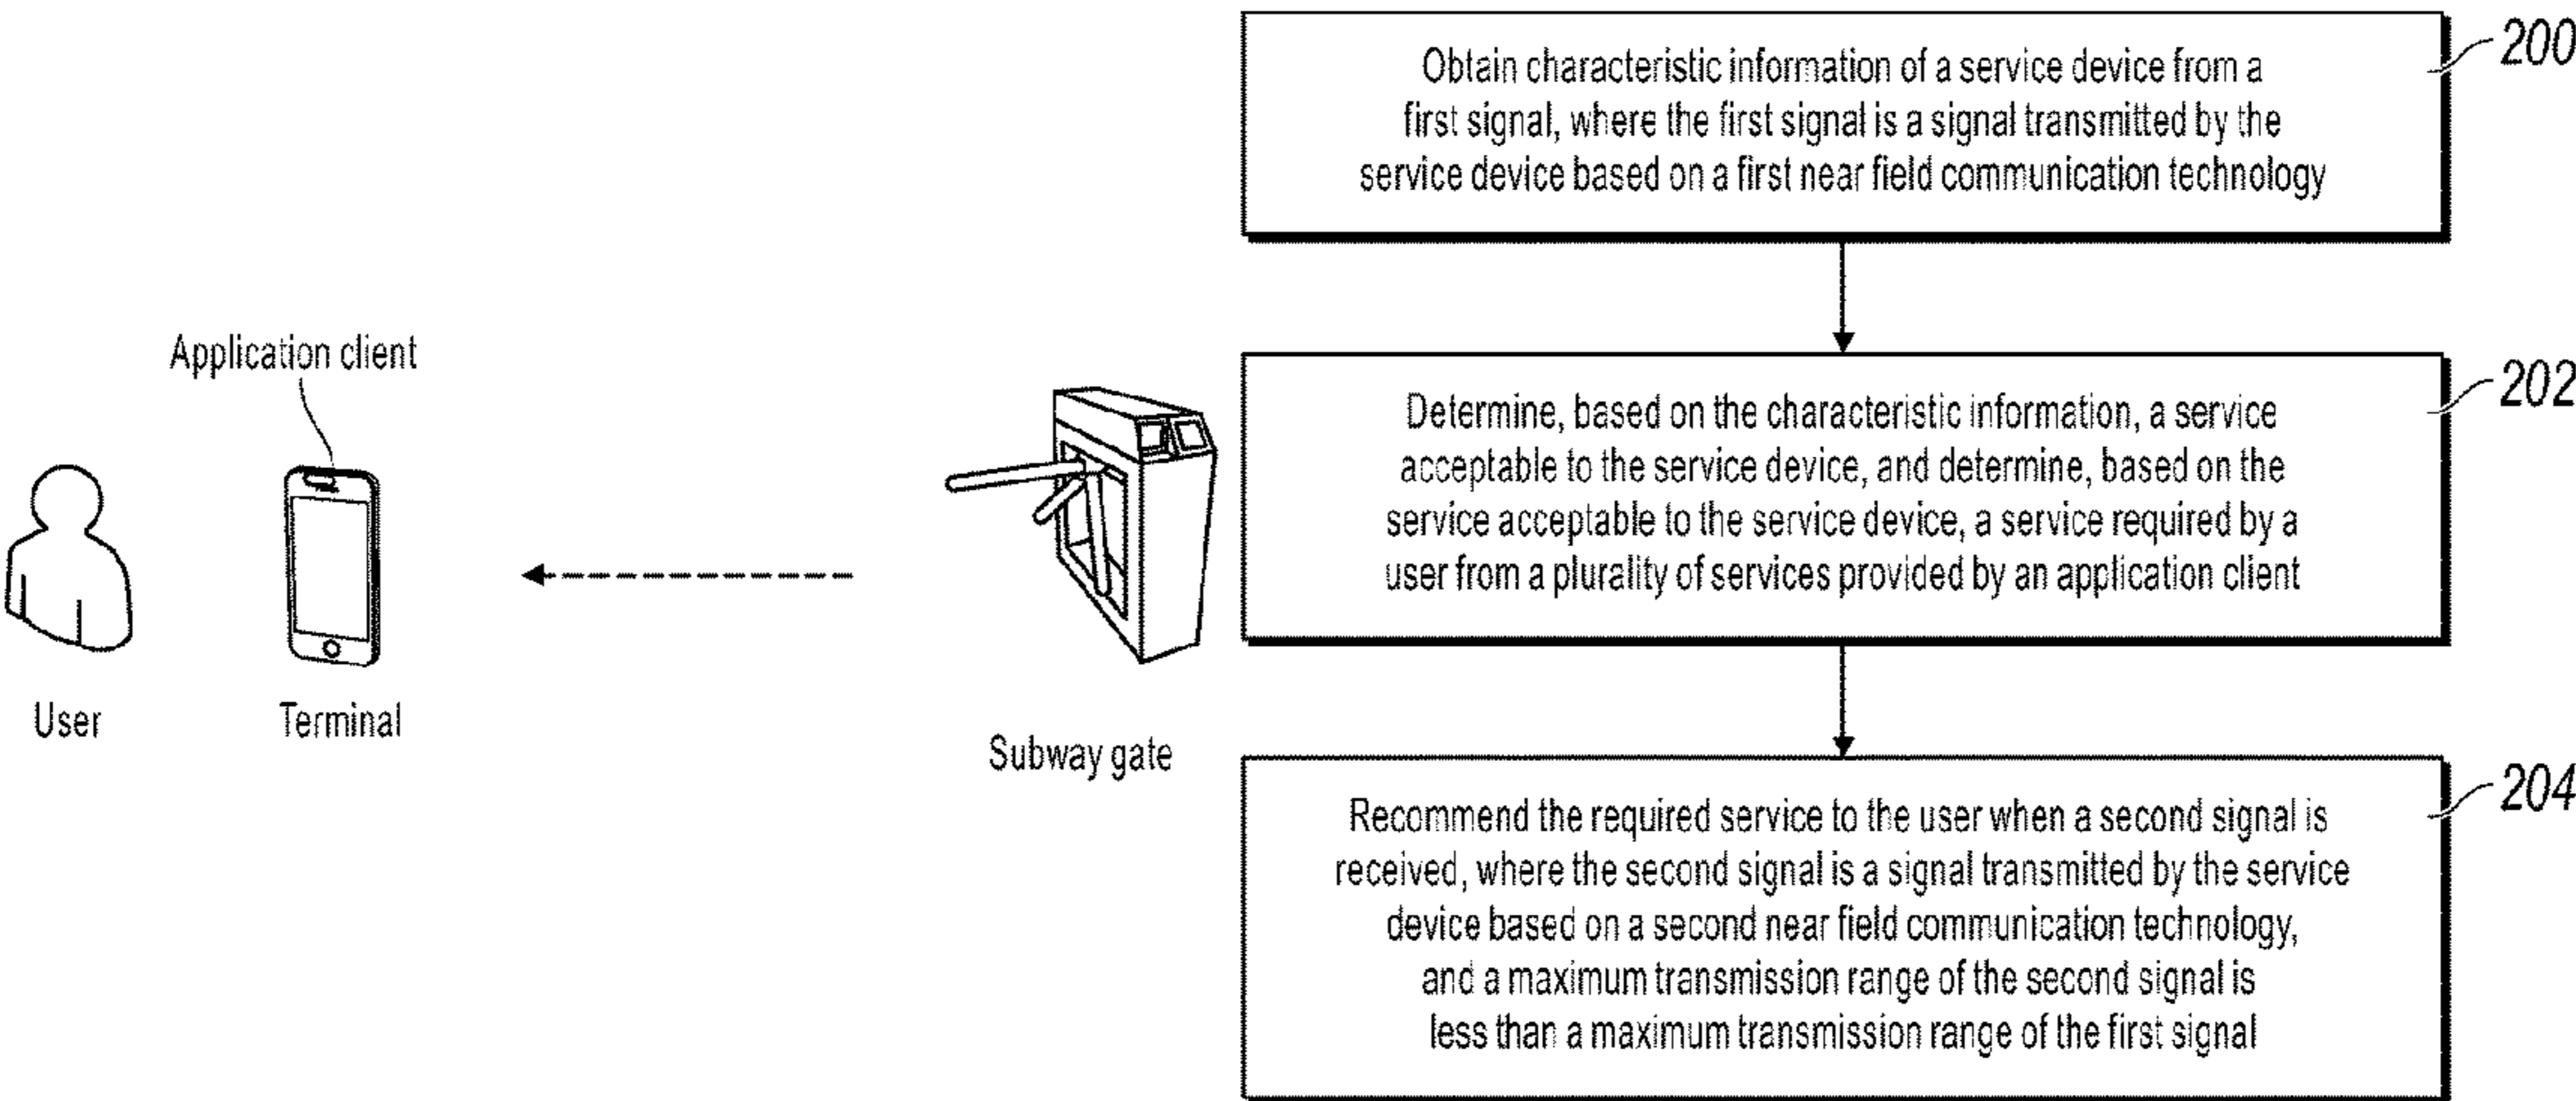 Application client
User
Terminal
Subway gate
Obtain characteristic information of a service device from a
first signal, where the first signal is a signal transmitted by the
service device based on a first near field communication technology
200
Determine, based on the characteristic information, a service
acceptable to the service device, and determine, based on the
service acceptable to the service device, a service required by a
user from a plurality of services provided by an application client
202
Recommend the required service to the user when a second signal is
received, where the second signal is a signal transmitted by the service
device based on a second near field communication technology,
and a maximum transmission range of the second signal is
less than a maximum transmission range of the first signal
204